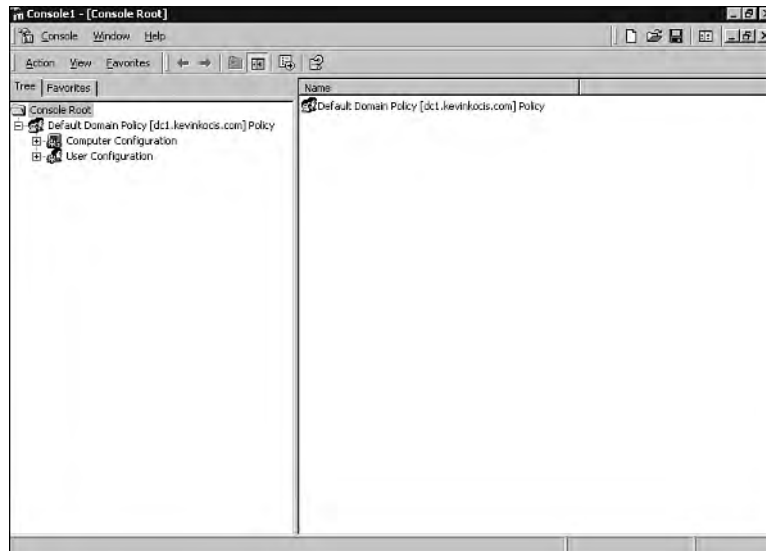 Console1 - [Console Root]
Console Window Help
Action View Favorites
Tree Favorites
Name
Console Root
Default Domain Policy [dc1.kevinkocis.com] Policy
Computer Configuration
User Configuration
Default Domain Policy [dc1.kevinkocis.com] Policy